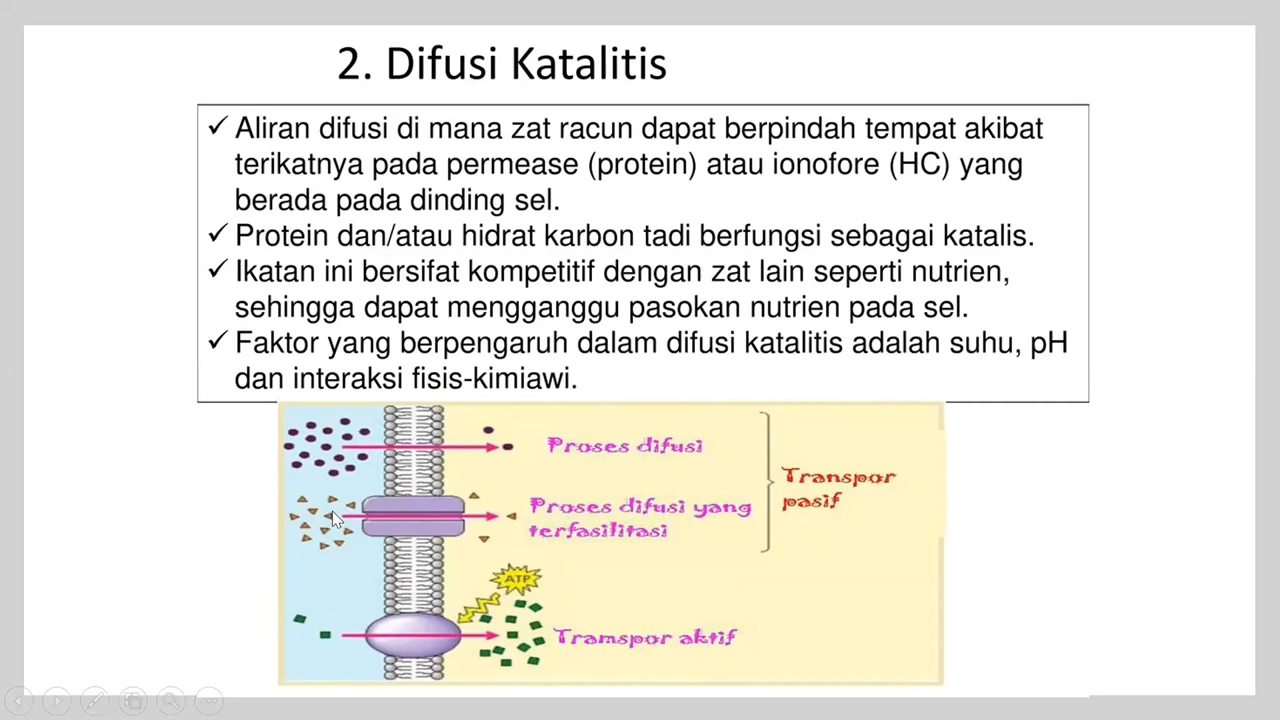 2. Difusi Katalitis
✓ Aliran difusi di mana zat racun dapat berpindah tempat akibat
terikatnya pada permease (protein) atau ionofore (HC) yang
berada pada dinding sel.
✓ Protein dan/atau hidrat karbon tadi berfungsi sebagai katalis.
✓ Ikatan ini bersifat kompetitif dengan zat lain seperti nutrien,
sehingga dapat mengganggu pasokan nutrien pada sel.
✓ Faktor yang berpengaruh dalam difusi katalitis adalah suhu, pH
dan interaksi fisis-kimiawi.
Proses difusi
Proses difusi yang
terfasilitasi
Transpor
pasif
ATP
Transpor aktif